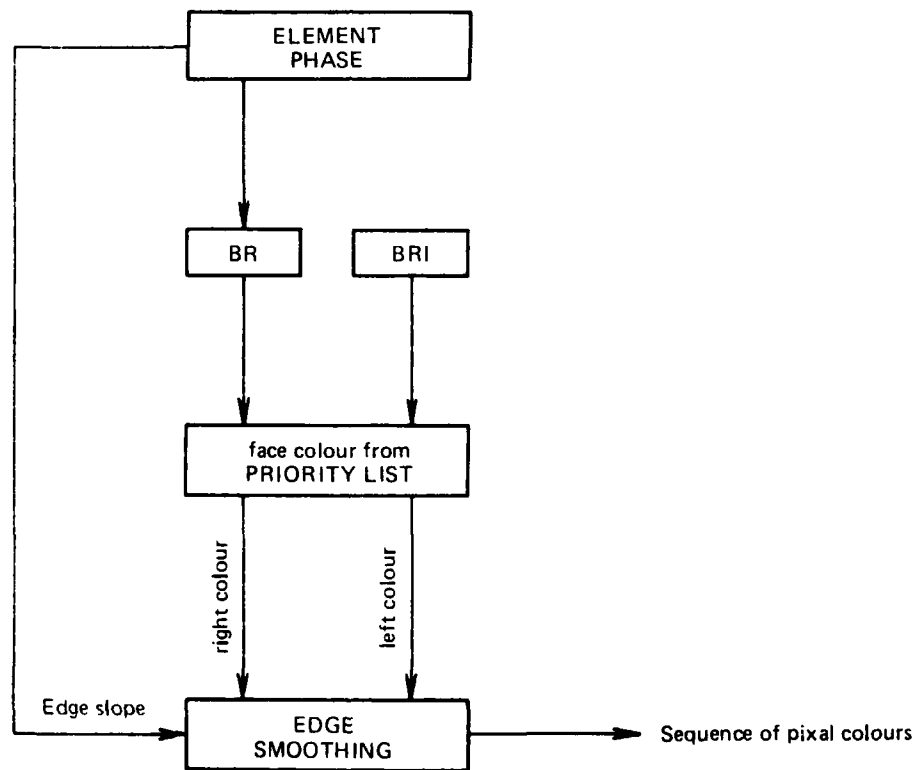 ELEMENT
PHASE
BR
BRI
face colour from
PRIORITY LIST
right colour
left colour
Edge slope
EDGE
SMOOTHING
Sequence of pixal colours